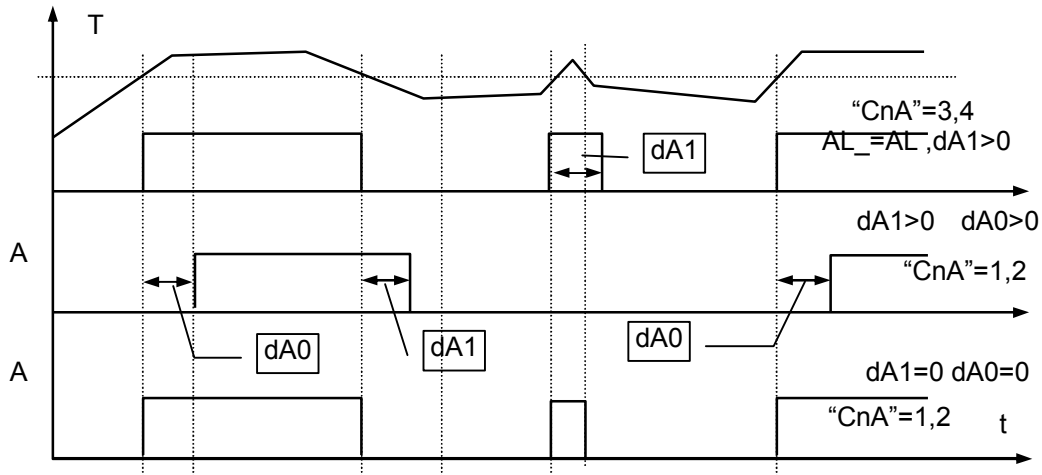 T
“CnA”=3,4
AL_=AL‾,dA1>0
dA1
dA1>0 dA0>0
A
“CnA”=1,2
dA0
dA1
dA0
A
dA1=0 dA0=0
“CnA”=1,2
t